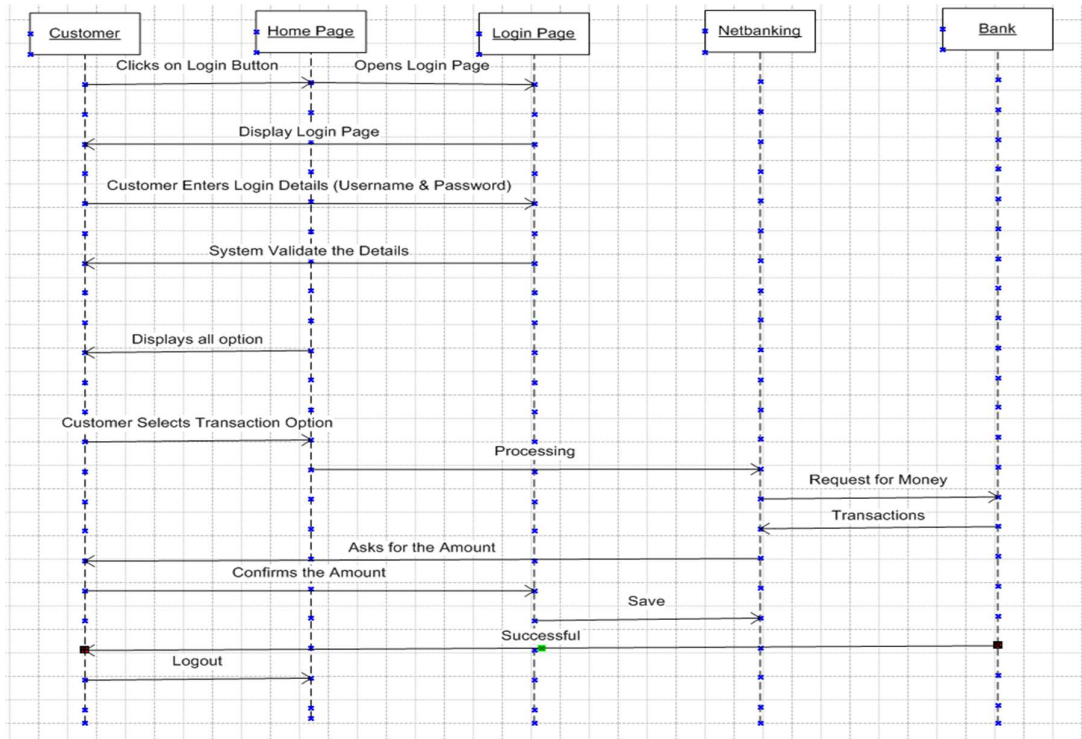 Customer
Home Page
Login Page
Netbanking
Bank
Clicks on Login Button
Opens Login Page
Display Login Page
Customer Enters Login Details (Username & Password)
System Validate the Details
Displays all option
Customer Selects Transaction Option
Processing
Request for Money
Transactions
Asks for the Amount
Confirms the Amount
Save
Successful
Logout